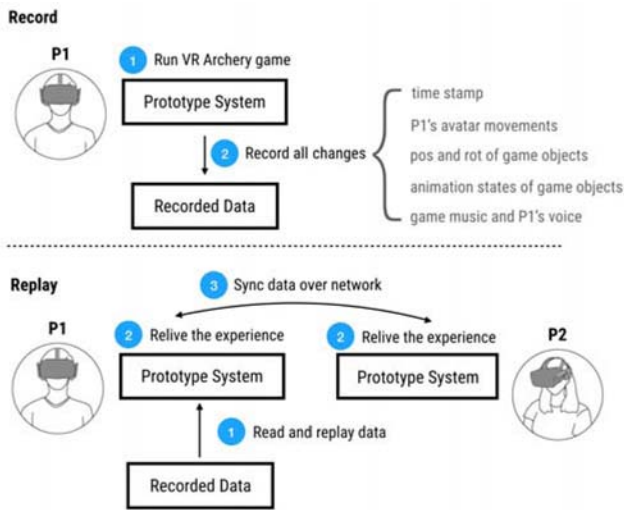 Record
P1
1 Run VR Archery game
Prototype System
2 Record all changes
time stamp
P1's avatar movements
pos and rot of game objects
animation states of game objects
game music and P1's voice
Recorded Data
Replay
3 Sync data over network
P1
2 Relive the experience
2 Relive the experience
P2
Prototype System
Prototype System
1 Read and replay data
Recorded Data